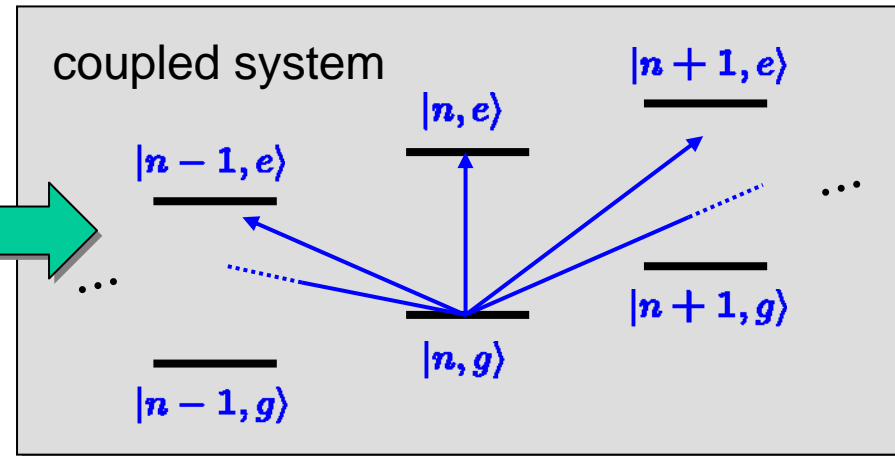 coupled system
|n + 1, e⟩
|n, e⟩
|n − 1, e⟩
...
...
|n + 1, g⟩
|n, g⟩
|n − 1, g⟩